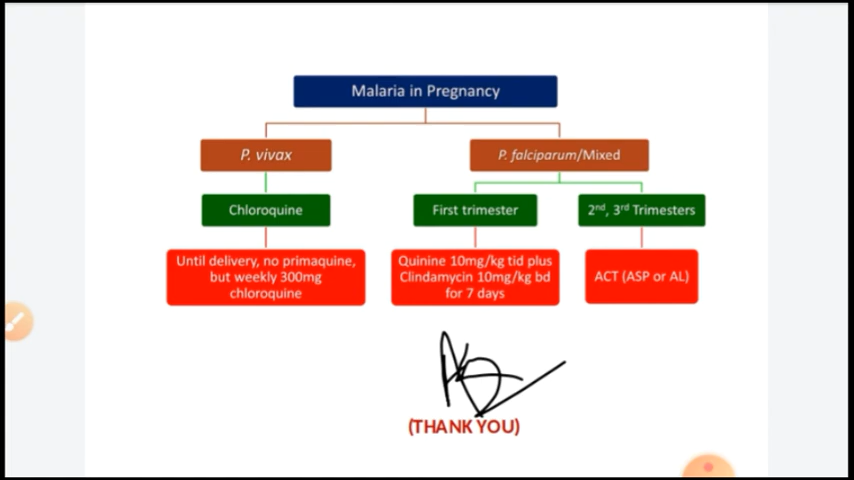 Malaria in Pregnancy
P. vivax
P. falciparum/Mixed
Chloroquine
First trimester
2nd, 3rd Trimesters
Until delivery, no primaquine,
but weekly 300mg
chloroquine
Quinine 10mg/kg tid plus
Clindamycin 10mg/kg bd
for 7 days
ACT (ASP or AL)
(THANK YOU)